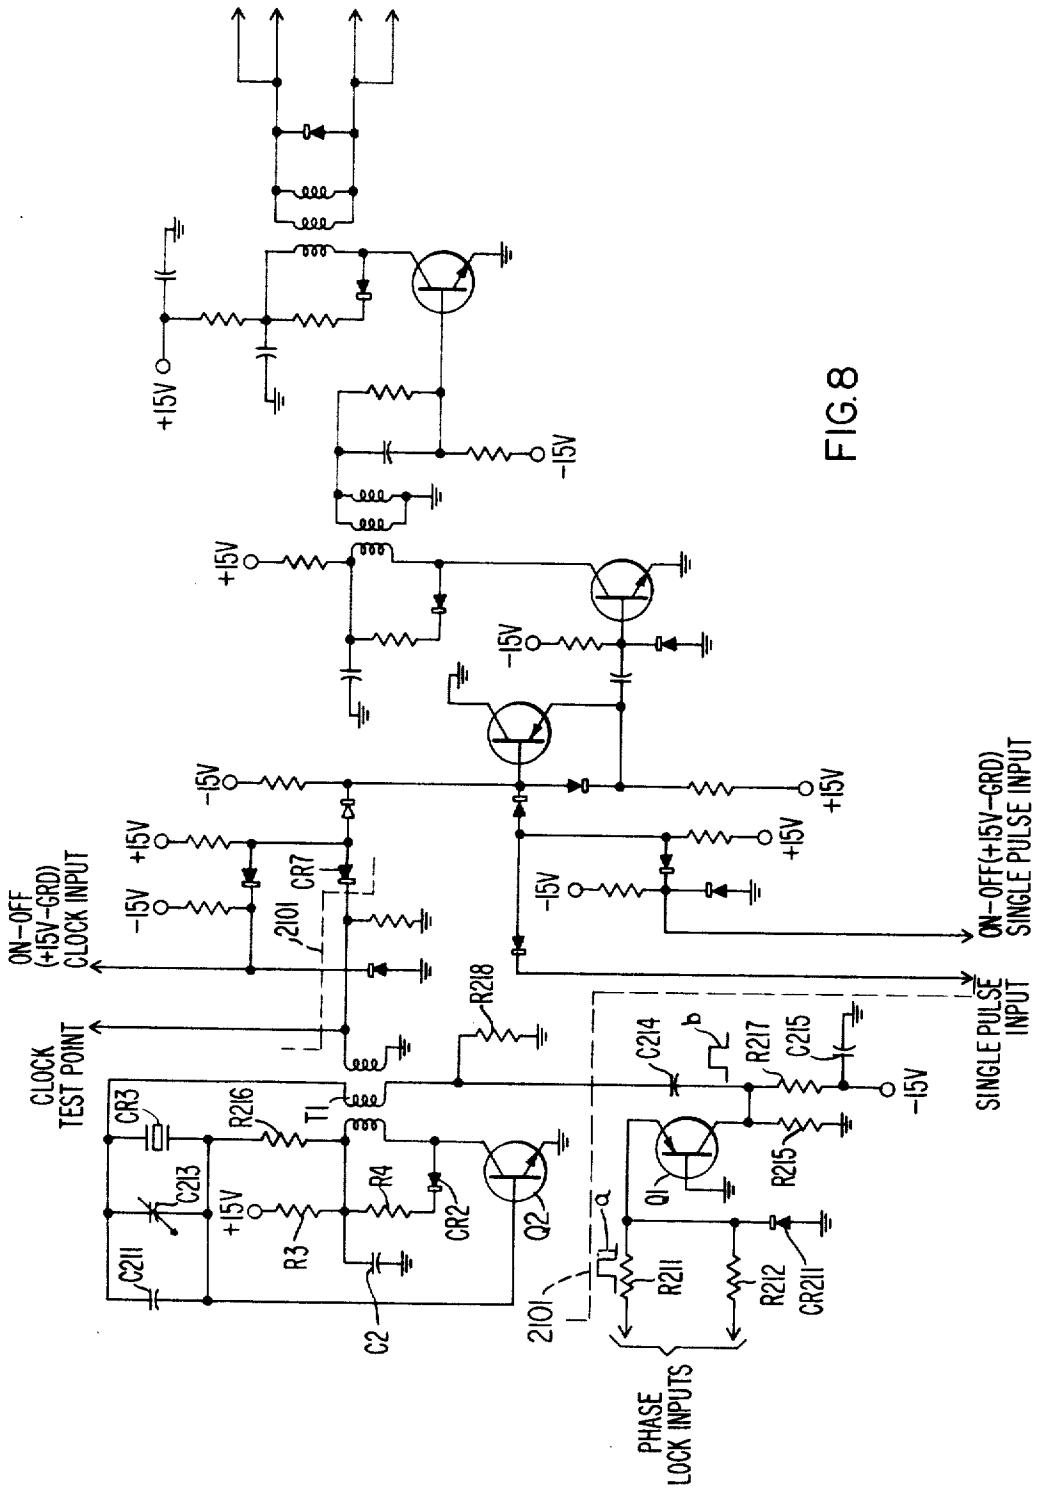 ON-OFF
(+15V-GRD)
CLOCK INPUT
CLOCK
TEST POINT
+15V
+15V
-15V
+15V
-15V
-15V
-15V
CR7
2101
CR3
R216
T1
C213
C211
+15V
R3
R4
CR2
C2
Q2
R218
-15V
+15V
+15V
ON-OFF (+15V-GRD)
SINGLE PULSE INPUT
SINGLE PULSE
INPUT
C214
b
R217
C215
-15V
Q1
R215
a
2101
R211
R212
CR211
PHASE
LOCK INPUTS
FIG. 8